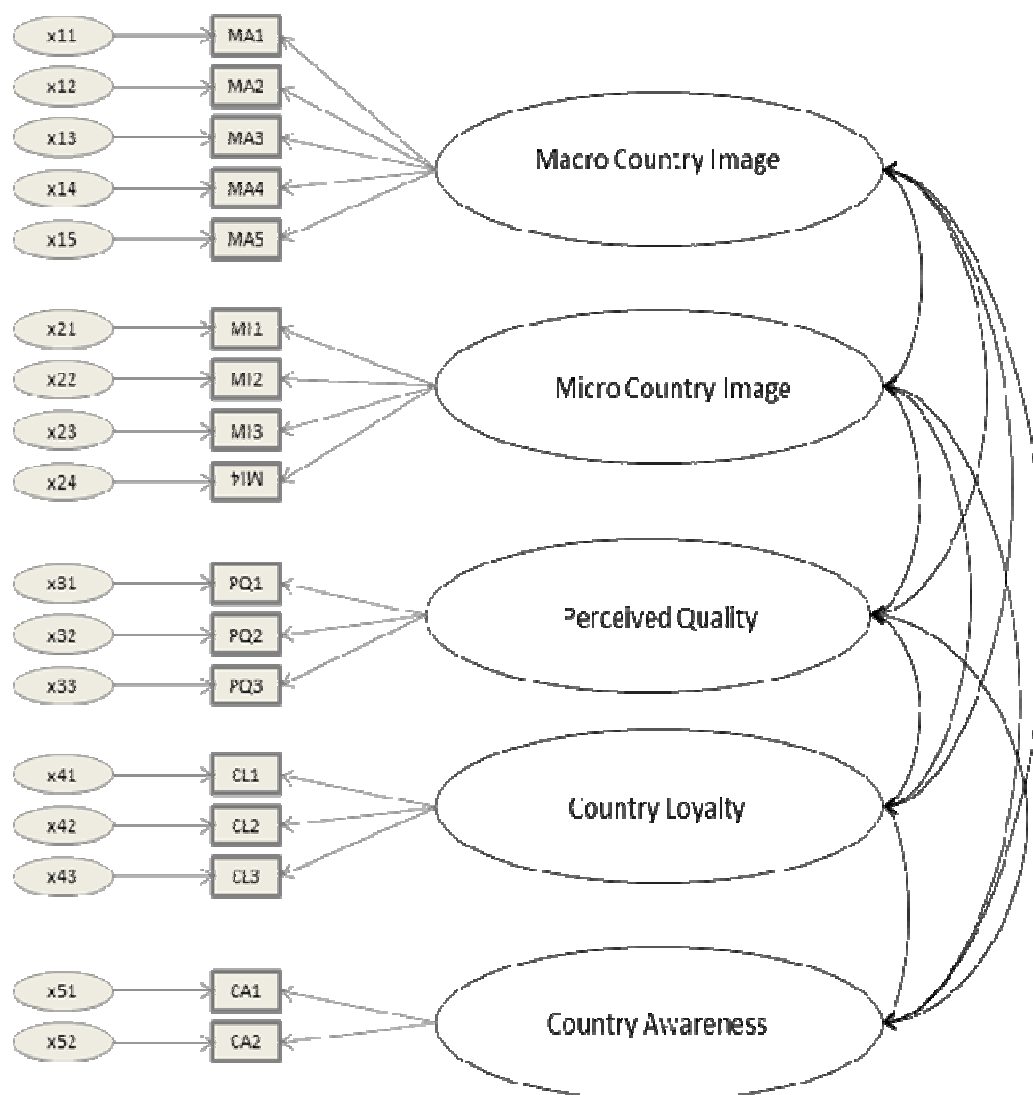 x11 MA1
x12 MA2
x13 MA3
x14 MA4
x15 MA5
Macro Country Image
x21 MI1
x22 MI2
x23 MI3
x24 MI4
Micro Country Image
x31 PQ1
x32 PQ2
x33 PQ3
Perceived Quality
x41 CL1
x42 CL2
x43 CL3
Country Loyalty
x51 CA1
x52 CA2
Country Awareness